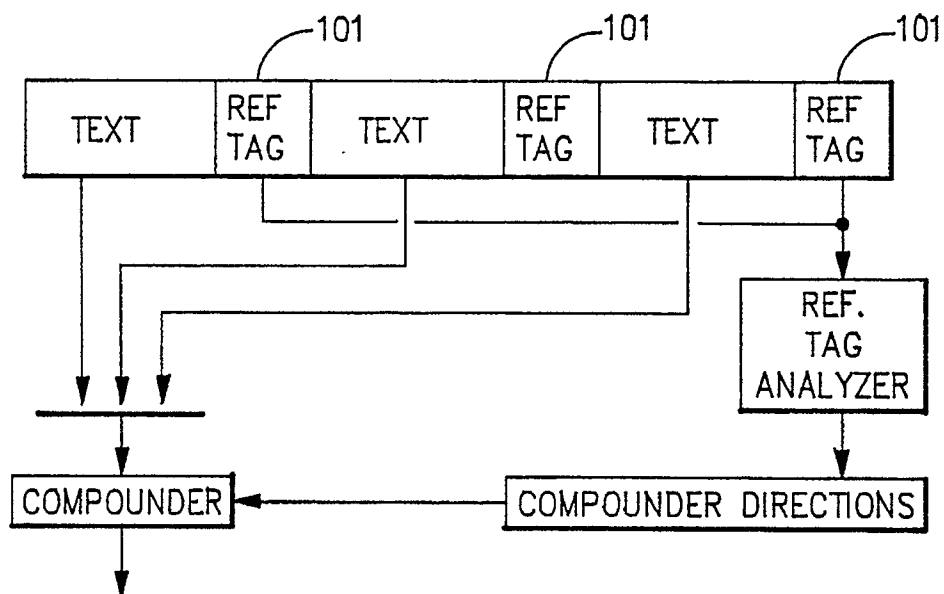 101
101
101
TEXT
REF
TAG
TEXT
REF
TAG
TEXT
REF
TAG
REF.
TAG
ANALYZER
COMPOUNDER
COMPOUNDER DIRECTIONS